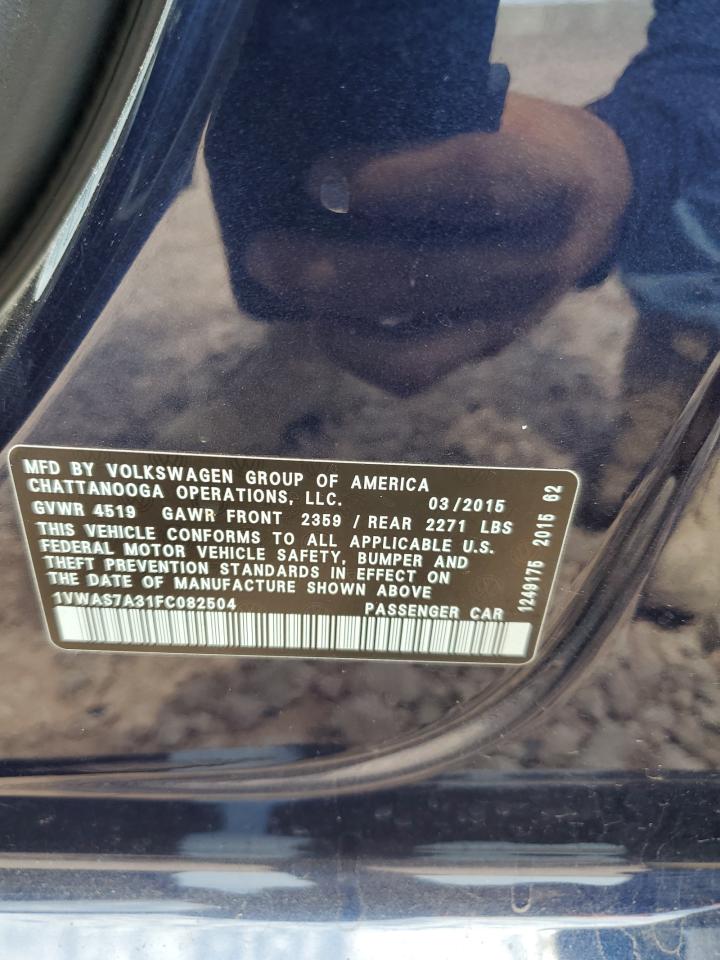 MFD BY VOLKSWAGEN GROUP OF AMERICA
CHATTANOOGA OPERATIONS, LLC. 03/2015
GVWR 4519 GAWR FRONT 2359 / REAR 2271 LBS
THIS VEHICLE CONFORMS TO ALL APPLICABLE U.S.
FEDERAL MOTOR VEHICLE SAFETY, BUMPER AND
THEFT PREVENTION STANDARDS IN EFFECT ON
THE DATE OF MANUFACTURE SHOWN ABOVE
1VWAS7A31FC082504 PASSENGER CAR
1249175 2015 62